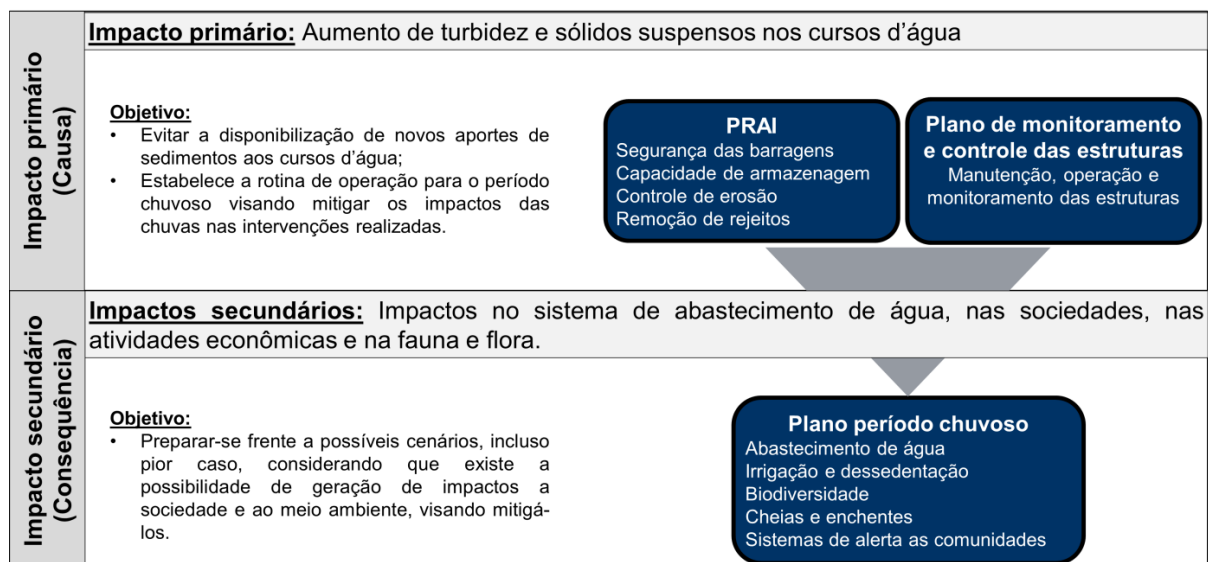 Impacto primário (Causa)
Impacto primário: Aumento de turbidez e sólidos suspensos nos cursos d’água
Objetivo:
• Evitar a disponibilização de novos aportes de
sedimentos aos cursos d’água;
• Estabelece a rotina de operação para o período
chuvoso visando mitigar os impactos das
chuvas nas intervenções realizadas.
PRAI
Segurança das barragens
Capacidade de armazenagem
Controle de erosão
Remoção de rejeitos
Plano de monitoramento
e controle das estruturas
Manutenção, operação e
monitoramento das estruturas
Impacto secundário
(Consequência)
Impactos secundários: Impactos no sistema de abastecimento de água, nas sociedades, nas
atividades econômicas e na fauna e flora.
Objetivo:
• Preparar-se frente a possíveis cenários, incluso
pior caso, considerando que existe a
possibilidade de geração de impactos a
sociedade e ao meio ambiente, visando mitigá-
los.
Plano período chuvoso
Abastecimento de água
Irrigação e dessedentação
Biodiversidade
Cheias e enchentes
Sistemas de alerta as comunidades